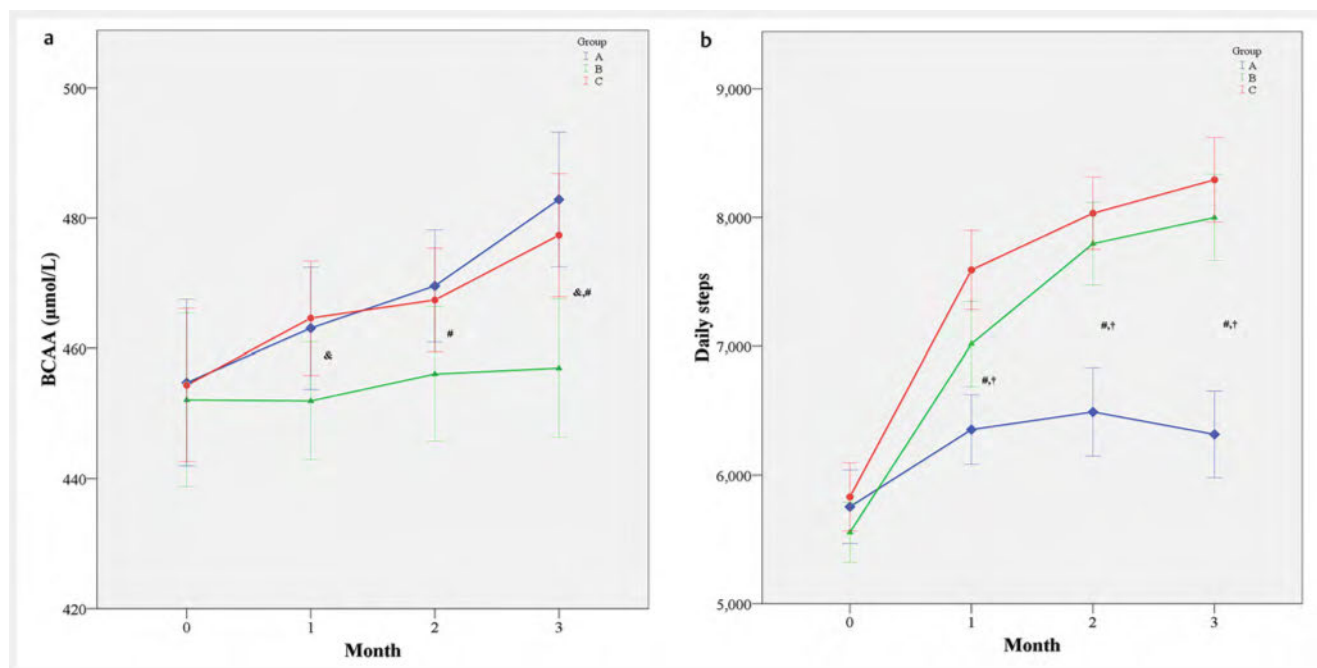 a
Group
A
B
C
500
480
460
440
420
BCAA (µmol/L)
&
#
&,#
0 1 2 3
Month
b
Group
A
B
C
9,000
8,000
7,000
6,000
5,000
Daily steps
#,†
#,†
#,†
0 1 2 3
Month